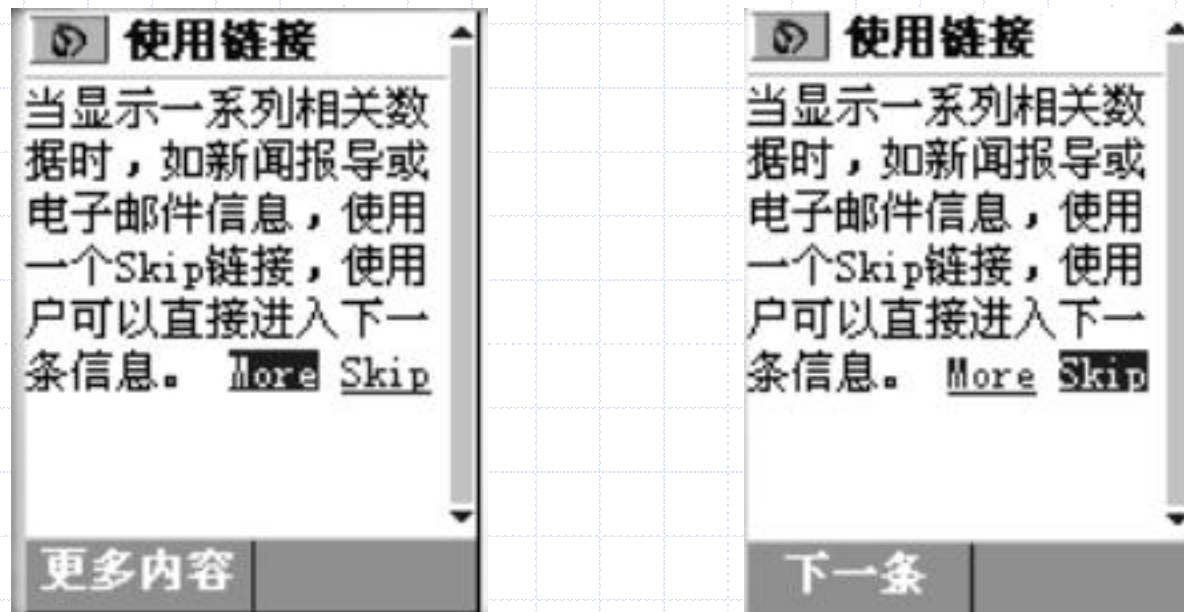 使用链接
当显示一系列相关数
据时，如新闻报导或
电子邮件信息，使用
一个Skip链接，使用
户可以直接进入下一
条信息。 More Skip
更多内容
使用链接
当显示一系列相关数
据时，如新闻报导或
电子邮件信息，使用
一个Skip链接，使用
户可以直接进入下一
条信息。 More Skip
下一条